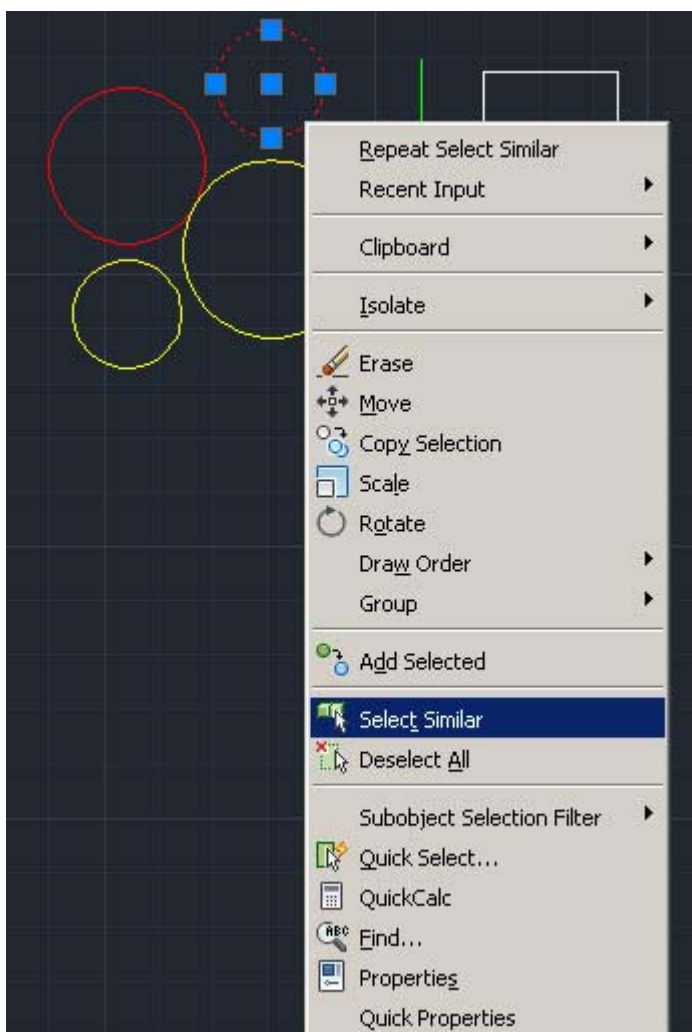 Repeat Select Similar
Recent Input
Clipboard
Isolate
Erase
Move
Copy Selection
Scale
Rotate
Draw Order
Group
Add Selected
Select Similar
Deselect All
Subobject Selection Filter
Quick Select...
QuickCalc
ABC
Find...
Properties
Quick Properties